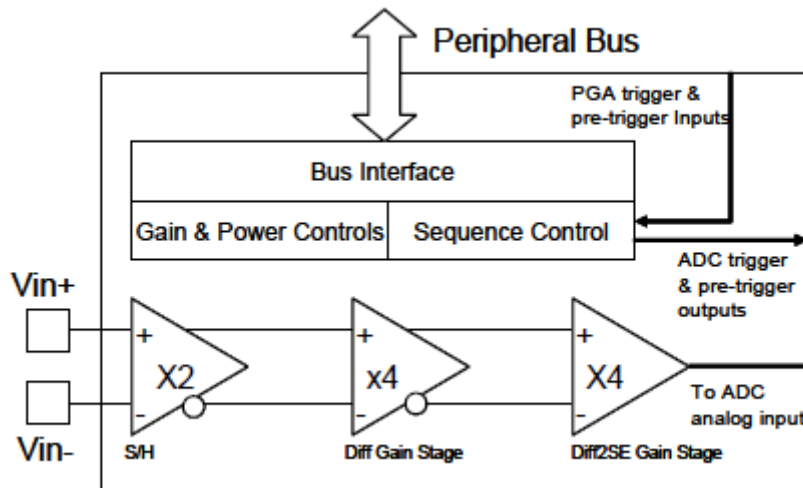 Peripheral Bus
PGA trigger &
pre-trigger Inputs
Bus Interface
Gain & Power Controls
Sequence Control
ADC trigger
& pre-trigger
outputs
Vin+
+
X2
-
+
x4
-
+
X4
-
To ADC
analog input
Vin-
S/H
Diff Gain Stage
Diff2SE Gain Stage